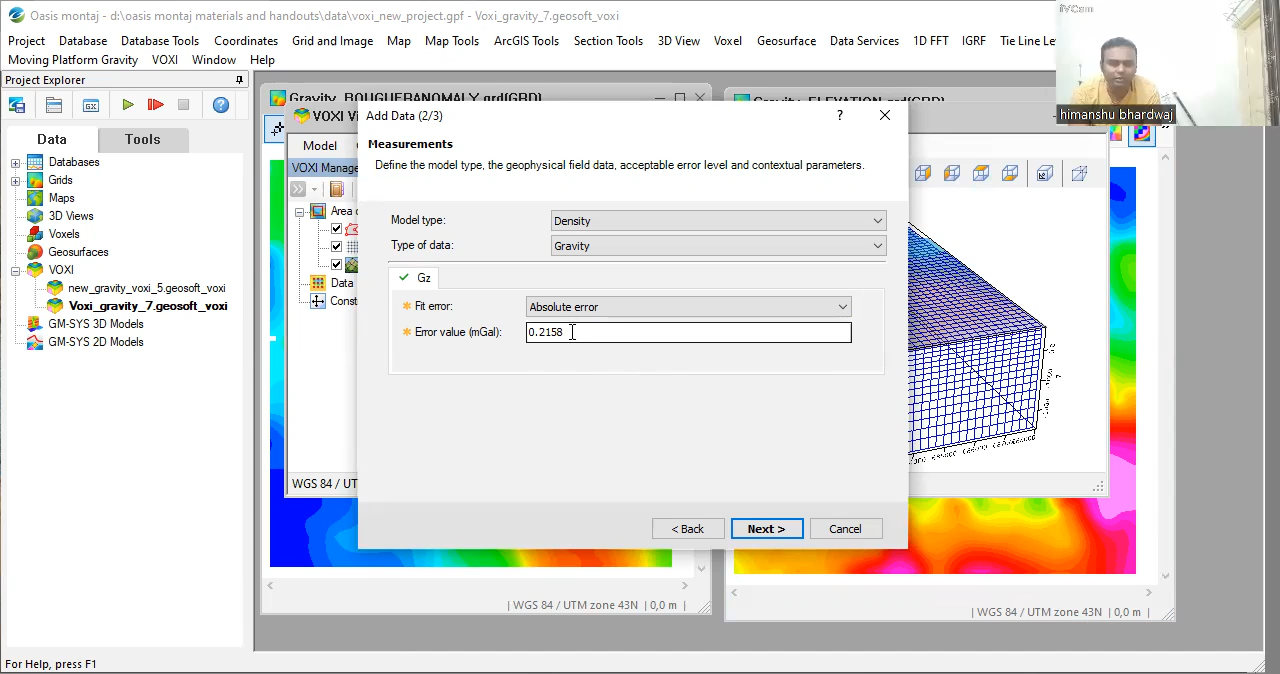 Oasis montaj - d:\oasis montaj materials and handouts\data\voxi_new_project.gpf - Voxi_gravity_7.geosoft_voxi
iVCam
Project Database Database Tools Coordinates Grid and Image Map Map Tools ArcGIS Tools Section Tools 3D View Voxel Geosurface Data Services 1D FFT IGRF Tie Line Le
Moving Platform Gravity VOXI Window Help
himanshu bhardwaj
Project Explorer
Data Tools
Databases
Grids
Maps
3D Views
Voxels
Geosurfaces
VOXI
new_gravity_voxi_5.geosoft_voxi
Voxi_gravity_7.geosoft_voxi
GM-SYS 3D Models
GM-SYS 2D Models
Gravity_BOUGUERANOMALY.grd(GRD)
Gravity_ELEVATION.grd(GRD)
VOXI Vi
Model
VOXI Manage
Area o
Data
Const
WGS 84 / UT
Add Data (2/3)
Measurements
Define the model type, the geophysical field data, acceptable error level and contextual parameters.
Model type: Density
Type of data: Gravity
Gz
Fit error: Absolute error
Error value (mGal): 0.2158
< Back Next > Cancel
WGS 84 / UTM zone 43N | 0,0 m |
WGS 84 / UTM zone 43N | 0,0 m |
For Help, press F1